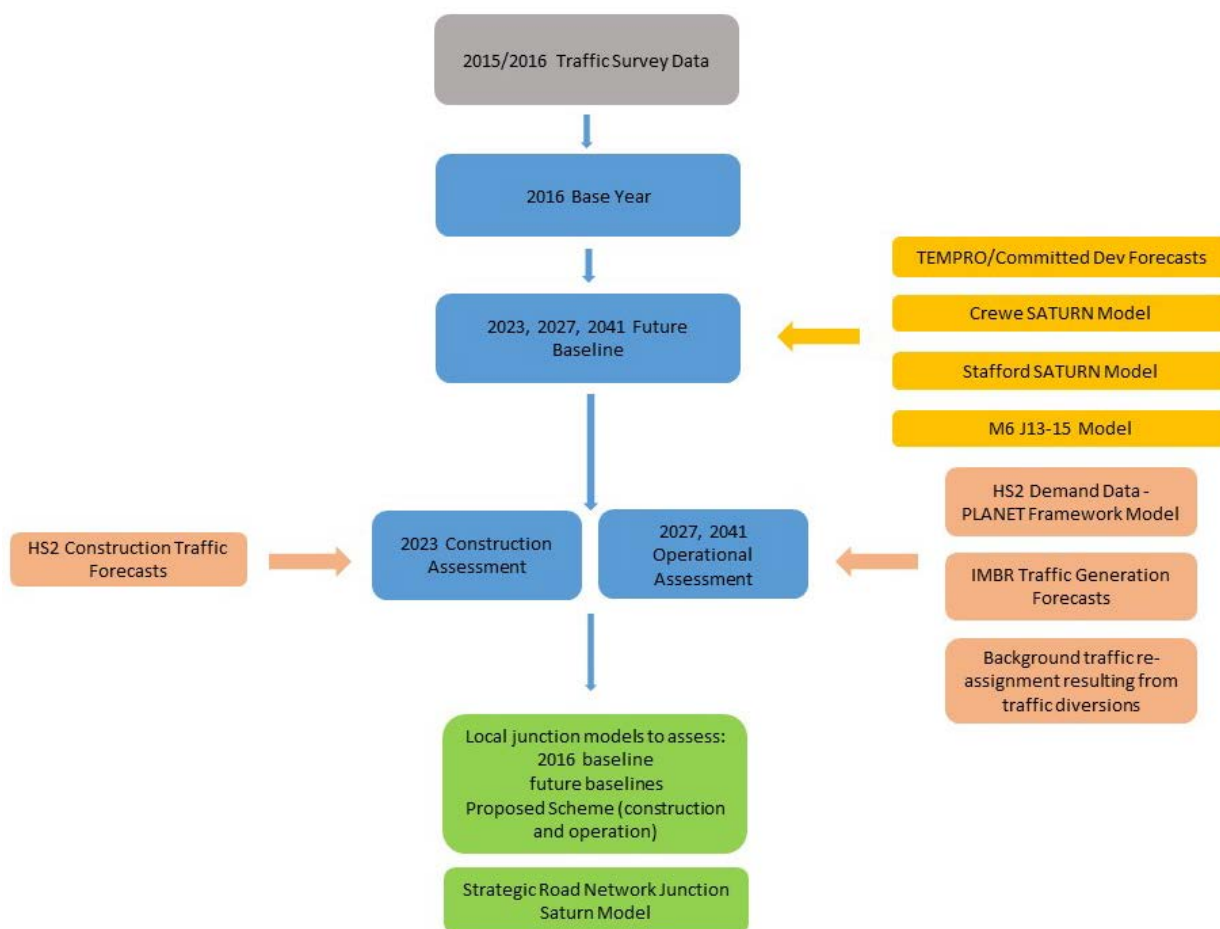 2015/2016 Traffic Survey Data
2016 Base Year
2023, 2027, 2041 Future
Baseline
TEMPRO/Committed Dev Forecasts
Crewe SATURN Model
Stafford SATURN Model
M6 J13-15 Model
HS2 Construction Traffic
Forecasts
2023 Construction
Assessment
2027, 2041
Operational
Assessment
HS2 Demand Data -
PLANET Framework Model
IMBR Traffic Generation
Forecasts
Background traffic re-
assignment resulting from
traffic diversions
Local junction models to assess:
2016 baseline
future baselines
Proposed Scheme (construction
and operation)
Strategic Road Network Junction
Saturn Model